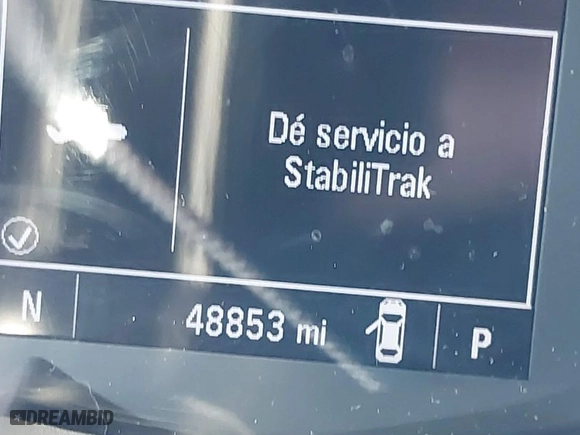 Dé servicio a
StabiliTrak
N
48853 mi
P
DREAMBID